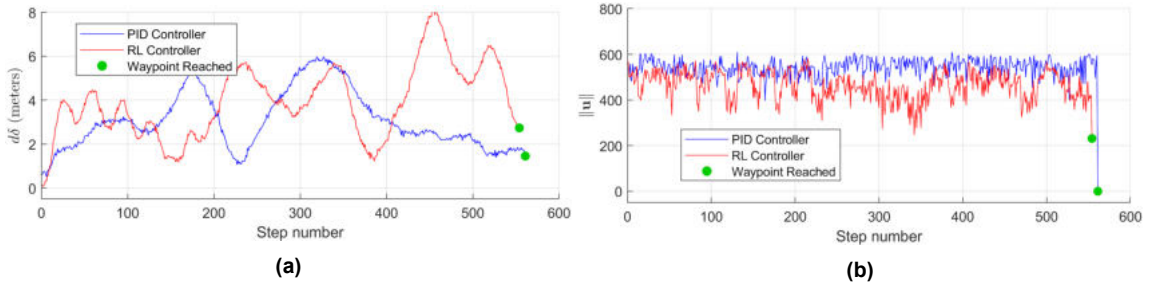 8
6
4
2
0
dδ (meters)
PID Controller
RL Controller
Waypoint Reached
0 100 200 300 400 500 600
Step number
(a)
800
600
400
200
0
‖u‖
PID Controller
RL Controller
Waypoint Reached
0 100 200 300 400 500 600
Step number
(b)